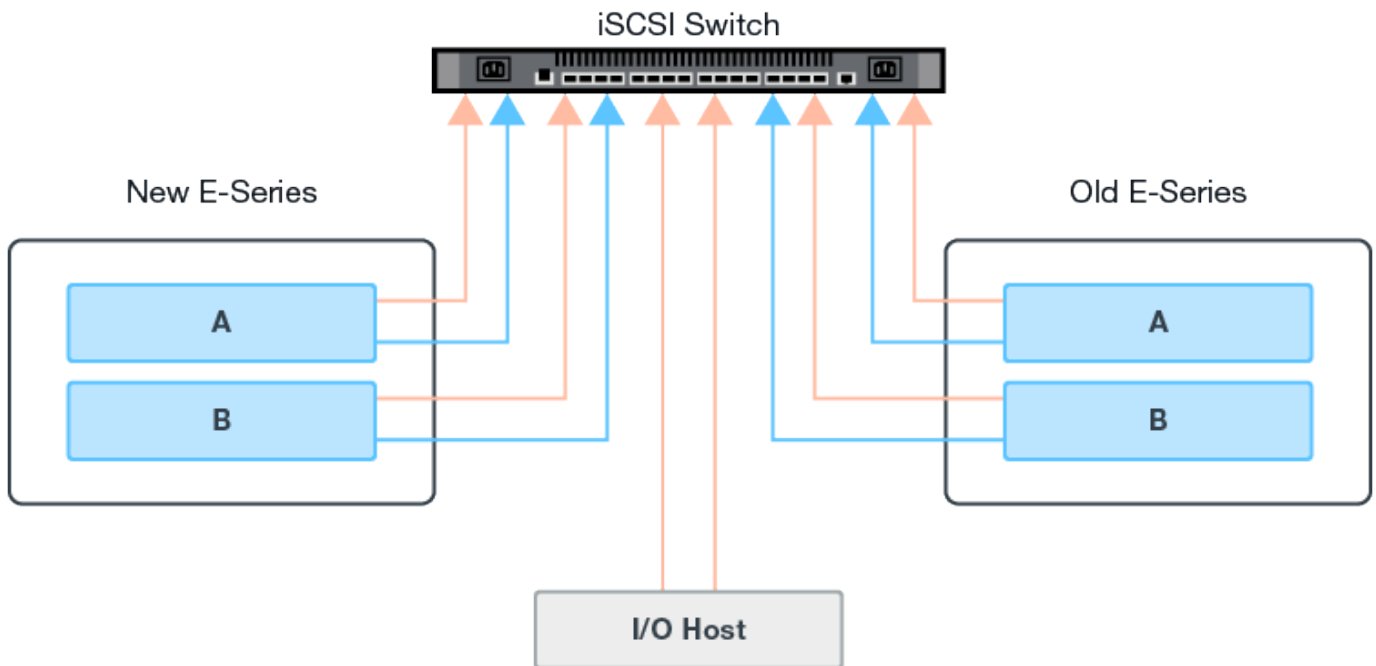 iSCSI Switch
New E-Series
Old E-Series
A
A
B
B
I/O Host